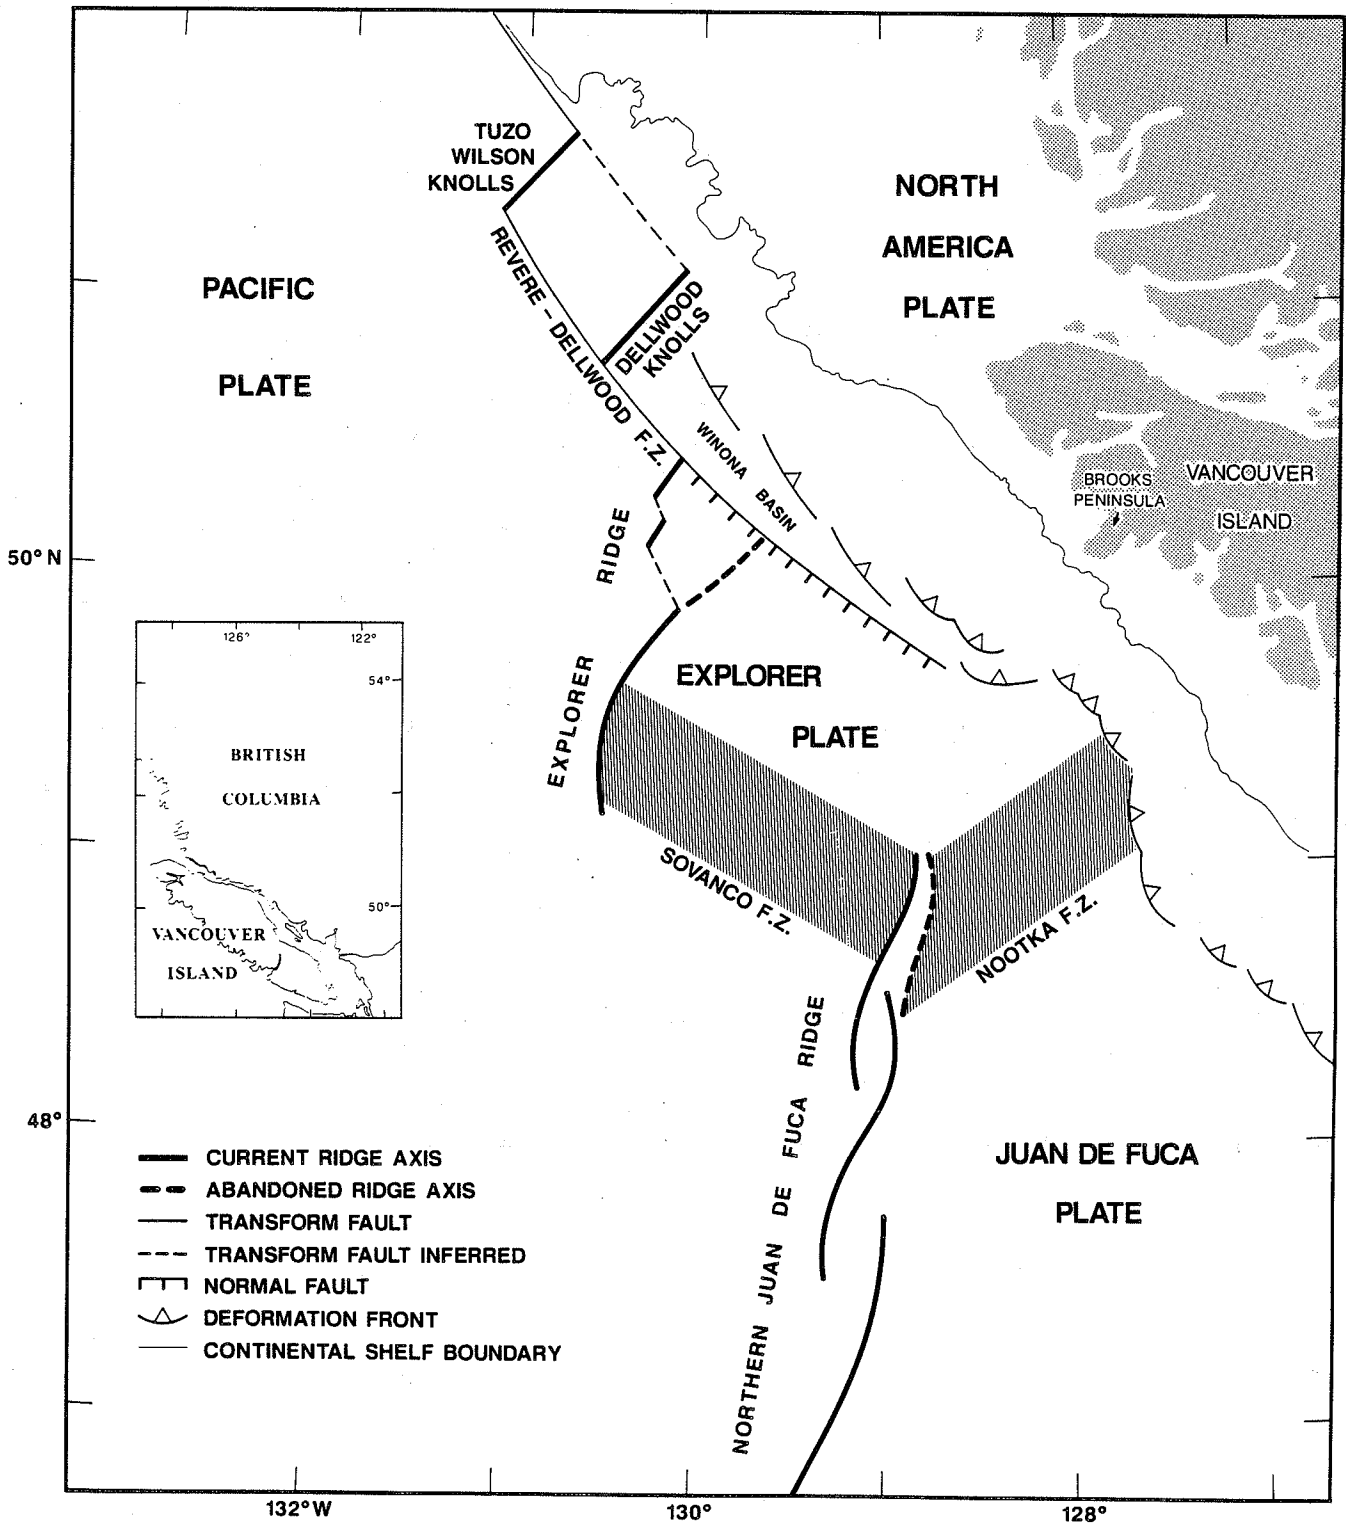 TUZO
WILSON
KNOLLS
NORTH
AMERICA
PLATE
PACIFIC
PLATE
REVERE - DELLWOOD F.Z.
DELLWOOD
KNOLLS
WINONA
BASIN
BROOKS
PENINSULA
VANCOUVER
ISLAND
50° N
EXPLORER RIDGE
EXPLORER
PLATE
126° 122°
54°
BRITISH
COLUMBIA
50°
VANCOUVER
ISLAND
SOVANCO F.Z.
NOOTKA F.Z.
NORTHERN JUAN DE FUCA RIDGE
48°
JUAN DE FUCA
PLATE
CURRENT RIDGE AXIS
ABANDONED RIDGE AXIS
TRANSFORM FAULT
TRANSFORM FAULT INFERRED
NORMAL FAULT
DEFORMATION FRONT
CONTINENTAL SHELF BOUNDARY
132°W 130° 128°